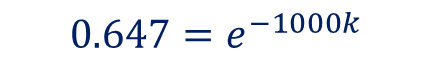 0.647 = e^{-1000k}